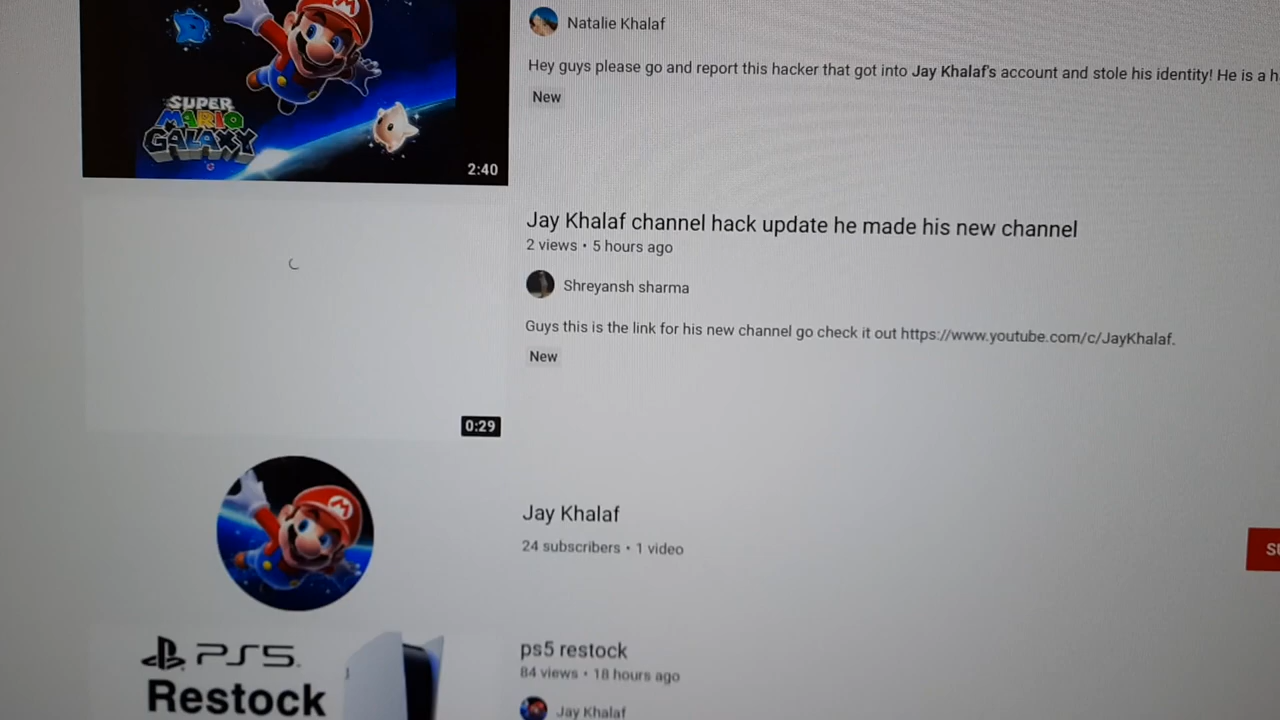 Natalie Khalaf
Hey guys please go and report this hacker that got into Jay Khalaf's account and stole his identity! He is a h
New
SUPER
MARIO
GALAXY
2:40
Jay Khalaf channel hack update he made his new channel
2 views • 5 hours ago
Shreyansh sharma
Guys this is the link for his new channel go check it out https://www.youtube.com/c/JayKhalaf.
New
0:29
Jay Khalaf
24 subscribers • 1 video
PS5
Restock
ps5 restock
84 views • 18 hours ago
Jay Khalaf